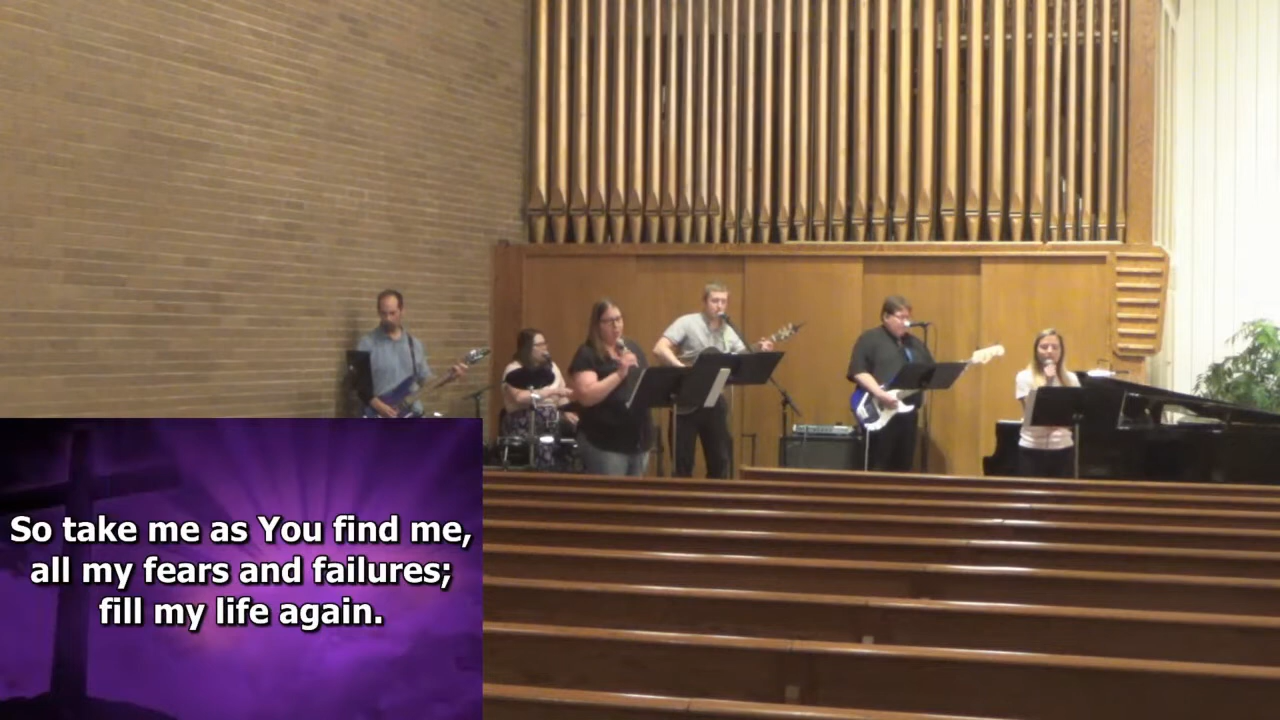 So take me as You find me,
all my fears and failures;
fill my life again.